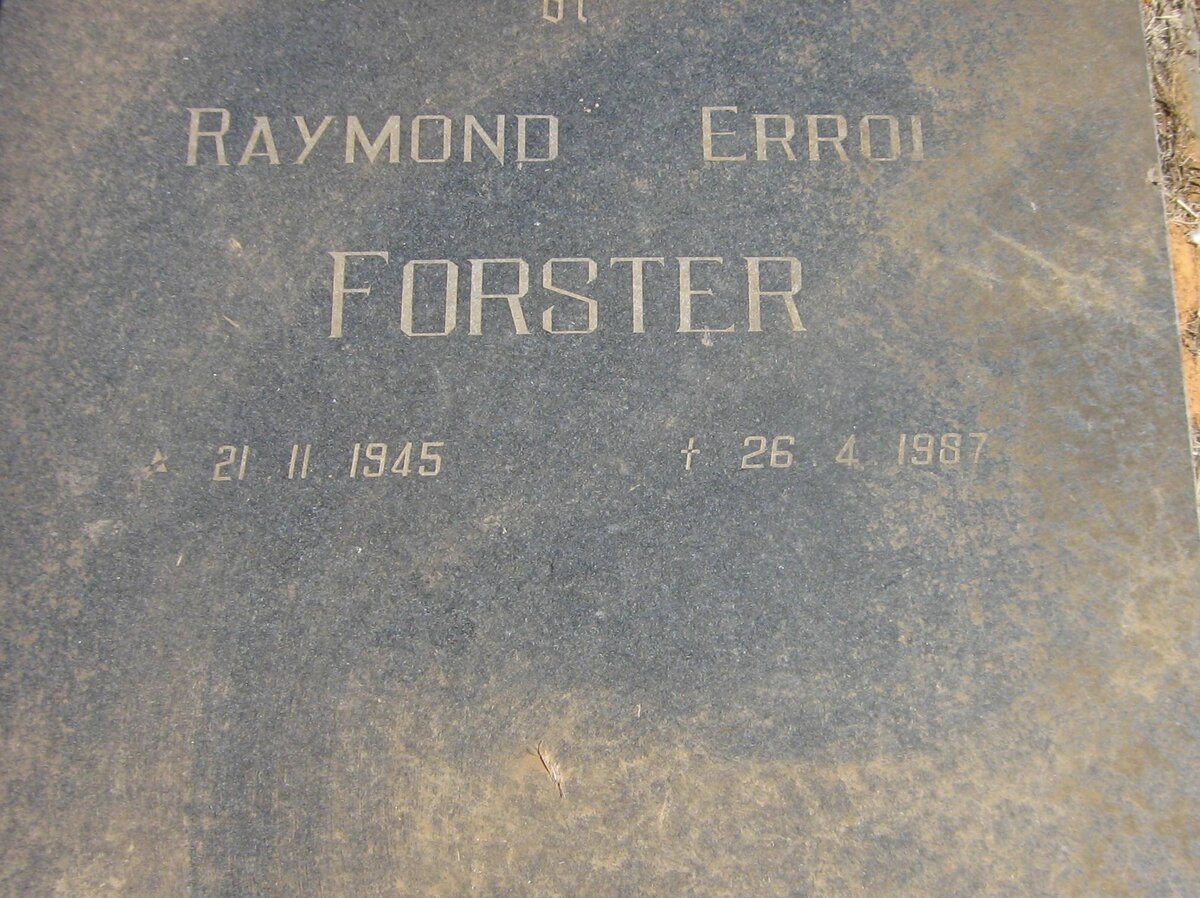 RAYMOND ERROL
FORSTER
21 11 1945 † 26 4 1987